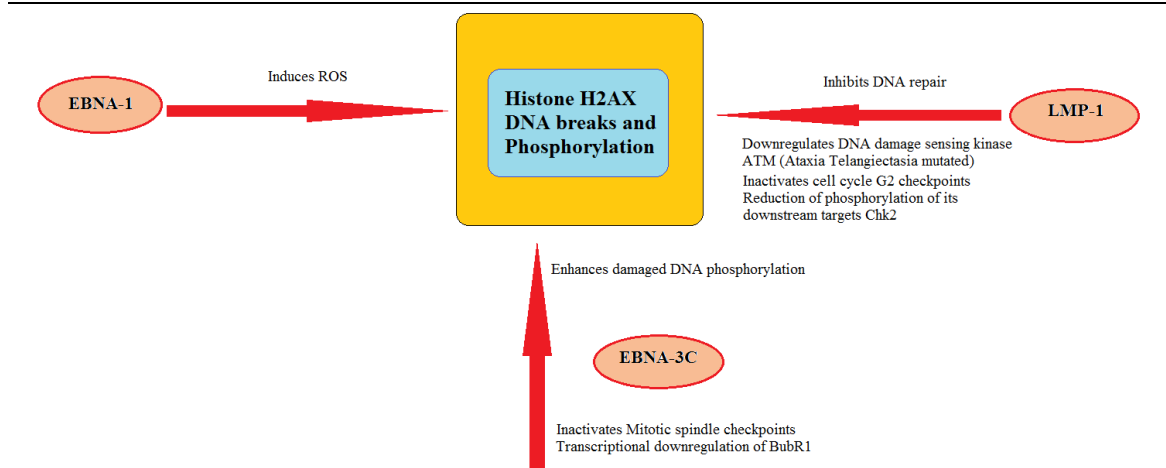 Induces ROS
EBNA-1
Histone H2AX
DNA breaks and
Phosphorylation
Inhibits DNA repair
LMP-1
Downregulates DNA damage sensing kinase
ATM (Ataxia Telangiectasia mutated)
Inactivates cell cycle G2 checkpoints
Reduction of phosphorylation of its
downstream targets Chk2
Enhances damaged DNA phosphorylation
EBNA-3C
Inactivates Mitotic spindle checkpoints
Transcriptional downregulation of BubR1